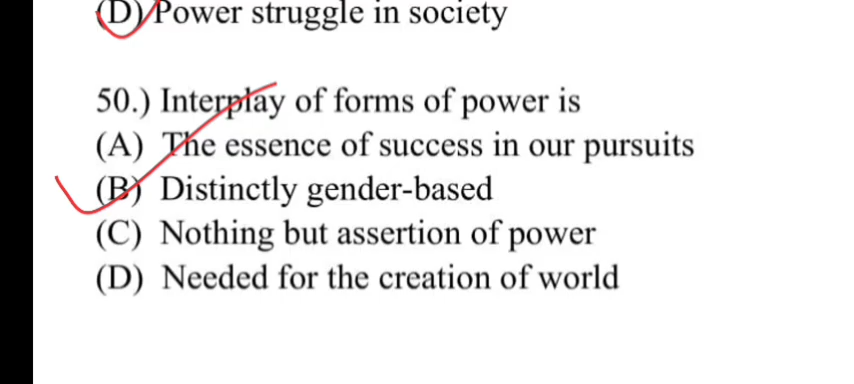 (D) Power struggle in society
50.) Interplay of forms of power is
(A) The essence of success in our pursuits
(B) Distinctly gender-based
(C) Nothing but assertion of power
(D) Needed for the creation of world